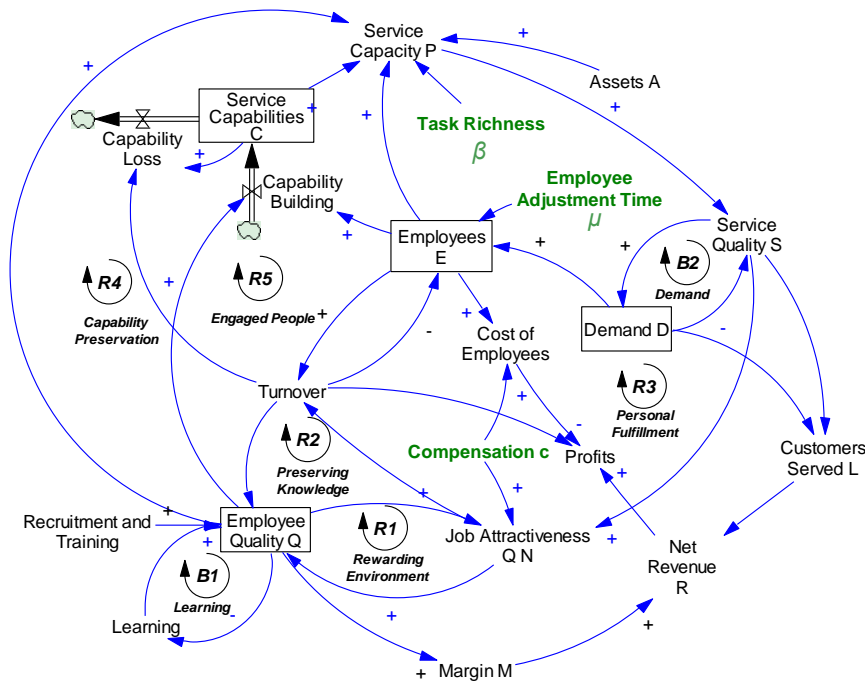 Service
Capacity P
Assets A
Service
Capabilities
C
Capability
Loss
Task Richness
β
Capability
Building
Employee
Adjustment Time
μ
Employees
E
Service
Quality S
B2
Demand
R4
Capability
Preservation
R5
Engaged People
Cost of
Employees
Demand D
R3
Personal
Fulfillment
Turnover
R2
Preserving
Knowledge
Compensation c
Profits
Customers
Served L
Recruitment and
Training
Employee
Quality Q
R1
Rewarding
Environment
Job Attractiveness
Q N
Net
Revenue
R
B1
Learning
Learning
Margin M
+
+
+
+
+
+
+
+
+
+
+
+
-
+
-
+
-
+
+
+
+
+
+
+
-
+
+
+